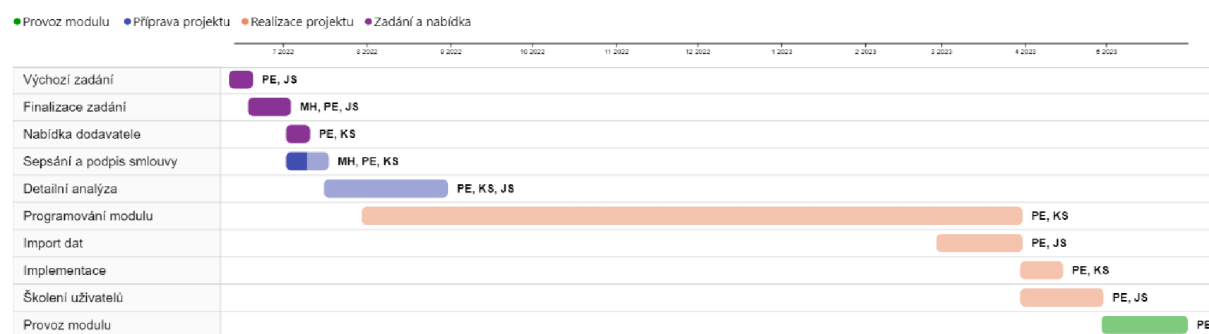 Provoz modulu Příprava projektu Realizace projektu Zadání a nabídka
7 2022 8 2022 9 2022 10 2022 11 2022 12 2022 1 2023 2 2023 3 2023 4 2023 5 2023
Výchozí zadání PE, JS
Finalizace zadání MH, PE, JS
Nabídka dodavatele PE, KS
Sepsání a podpis smlouvy MH, PE, KS
Detailní analýza PE, KS, JS
Programování modulu PE, KS
Import dat PE, JS
Implementace PE, KS
Školení uživatelů PE, JS
Provoz modulu PE